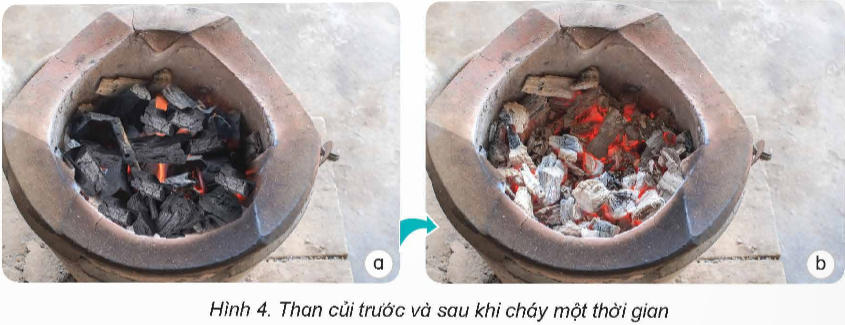 a
b
Hình 4. Than củi trước và sau khi cháy một thời gian